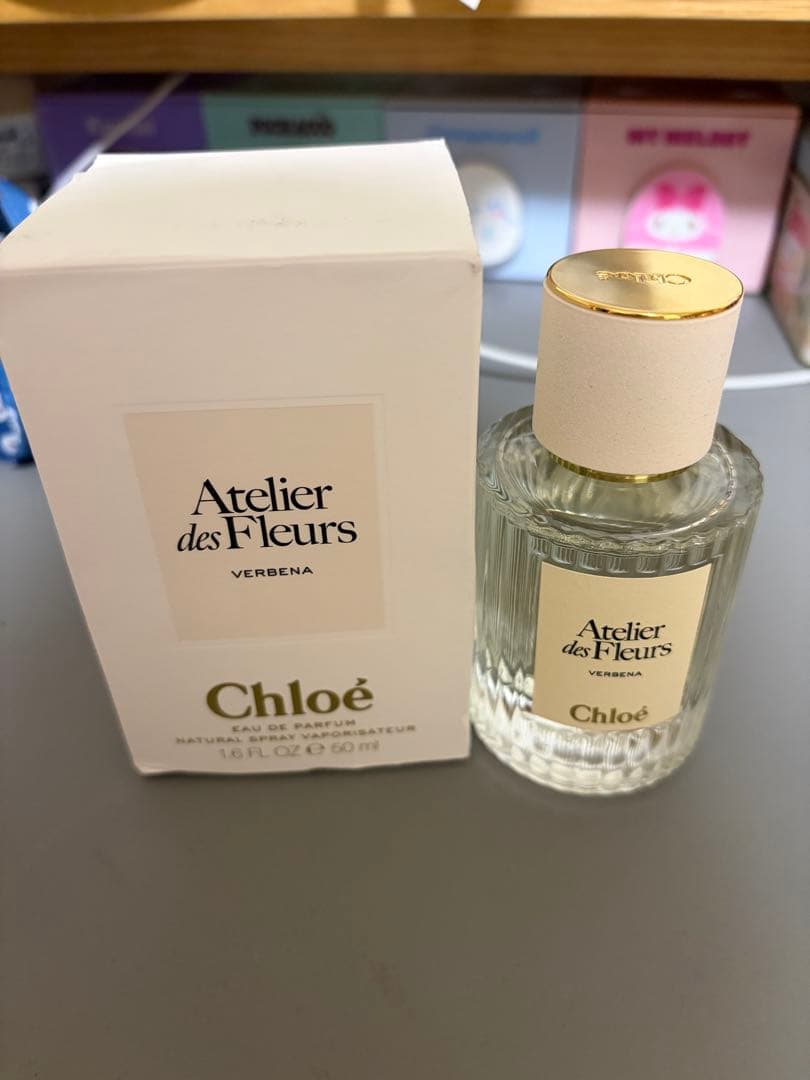 MY MELODY
Chloé
Atelier
des Fleurs
VERBENA
Chloé
EAU DE PARFUM
NATURAL SPRAY VAPORISATEUR
1.6 FL. OZ ℮ 50 ml
Atelier
des Fleurs
VERBENA
Chloé